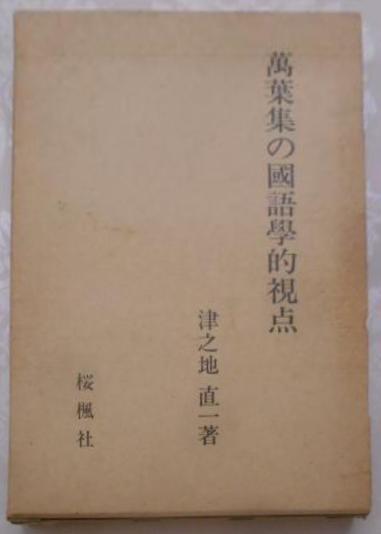 萬葉集の國語學的視点
津之地 直一著
桜楓社